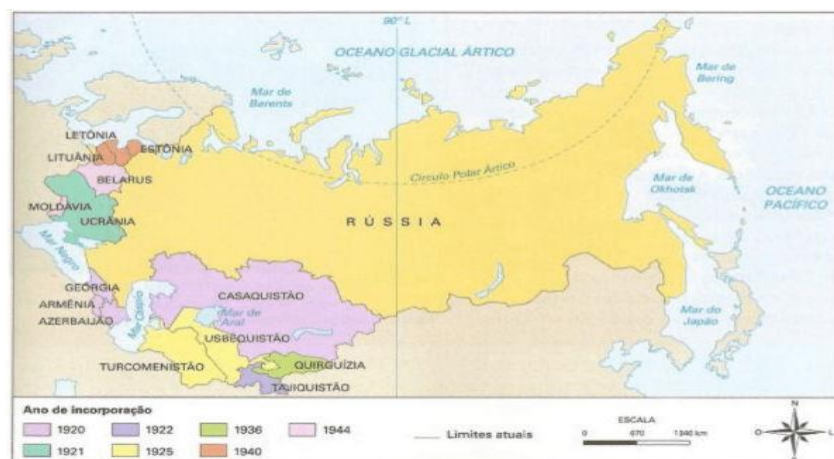 90° L
OCEANO GLACIAL ÁRTICO
Mar de
Barents
Mar de
Bering
LETÔNIA
ESTÔNIA
LITUÂNIA
BELARUS
Círculo Polar Ártico
Mar de
Okhotsk
OCEANO
PACÍFICO
MOLDÁVIA
UCRÂNIA
RÚSSIA
Mar Negro
GEÓRGIA
CASAQUISTÃO
ARMÊNIA
Mar Cáspio
Mar de
Aral
AZERBAIJÃO
Mar do
Japão
USBEQUISTÃO
TURCOMENISTÃO
QUIRGUÍZIA
TAJIQUISTÃO
Ano de incorporação
1920
1922
1936
1944
1921
1925
1940
Limites atuais
ESCALA
0 670 1340 km
N
O
L
S